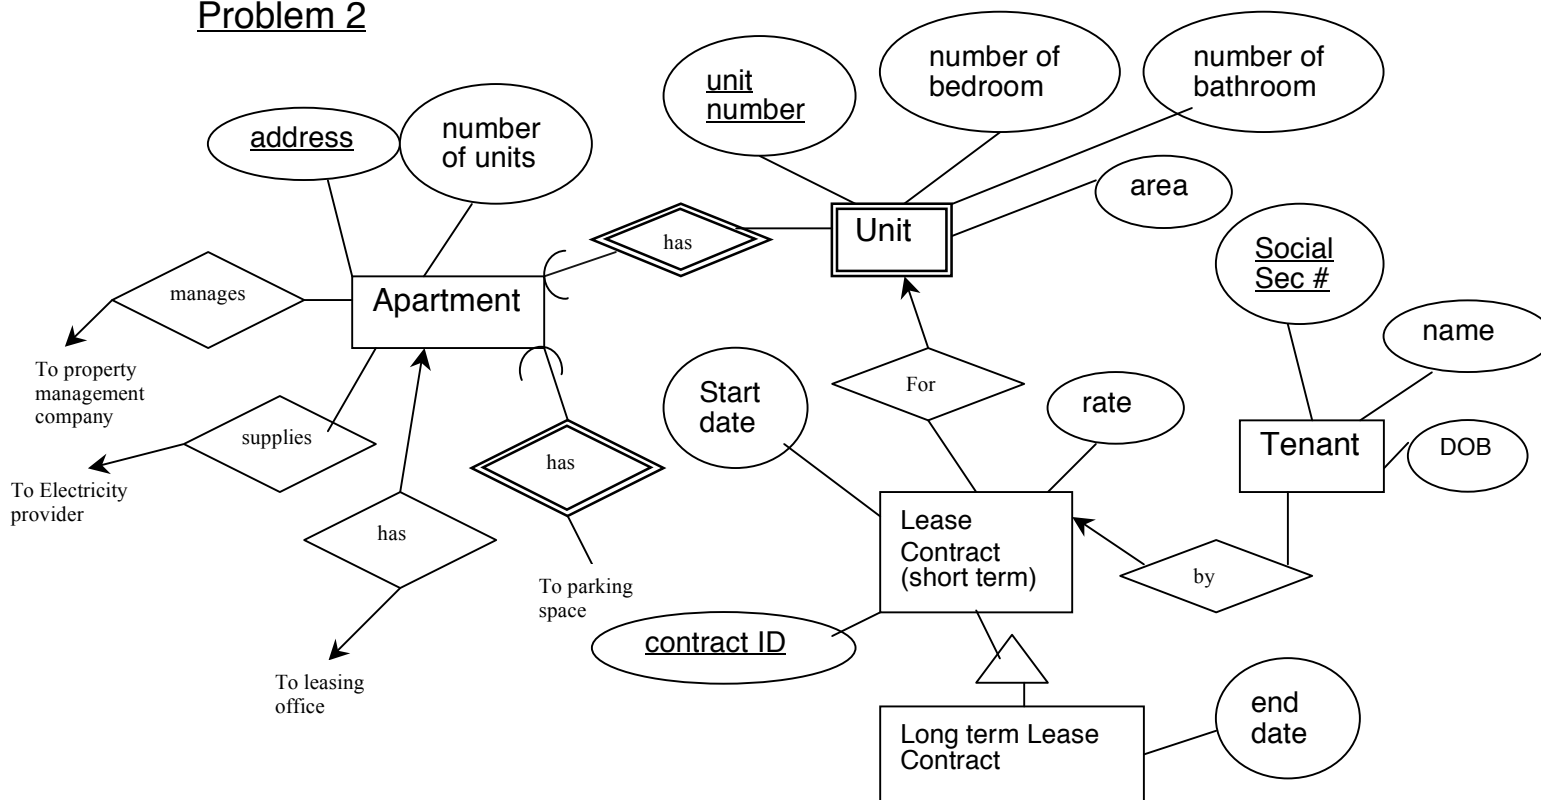 Problem 2
unit
number
number of
bedroom
number of
bathroom
address
number
of units
area
has
Unit
Social
Sec #
manages
Apartment
name
To property
management
company
Start
date
For
rate
supplies
has
Tenant
DOB
To Electricity
provider
has
Lease
Contract
(short term)
by
To parking
space
contract ID
To leasing
office
Long term Lease
Contract
end
date